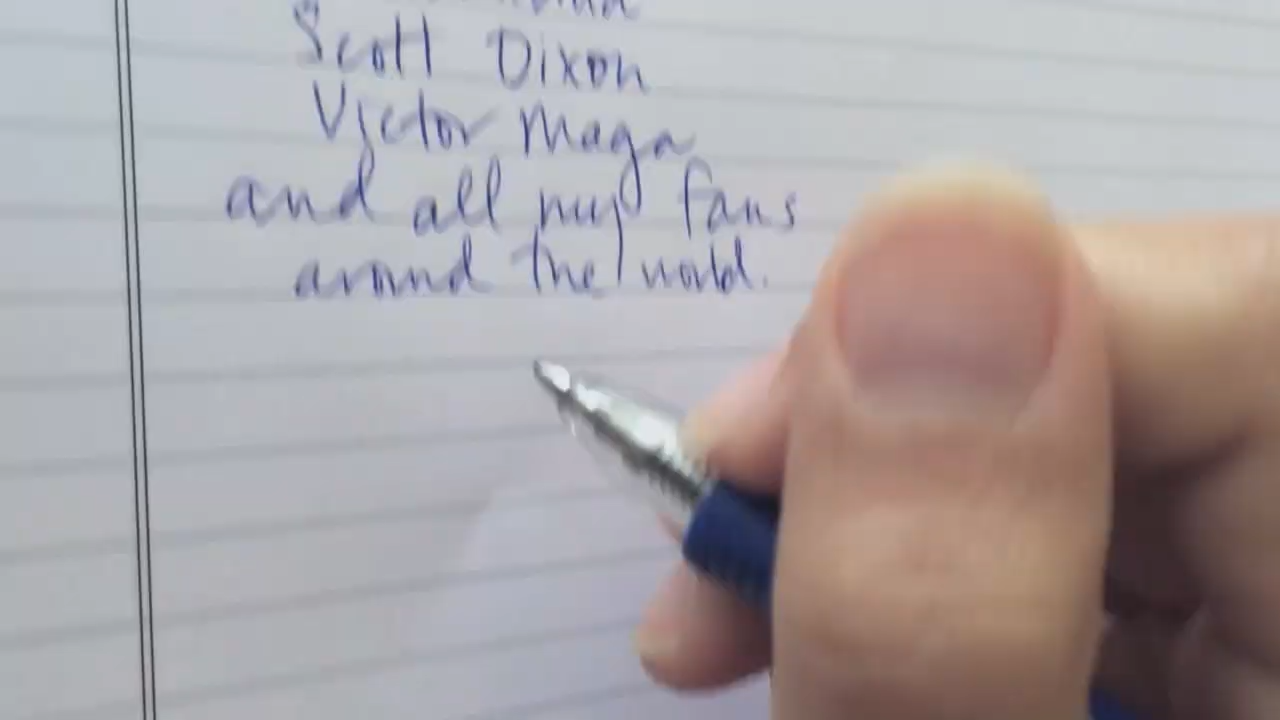 Scott Dixon
Victor Maga
and all my fans
around the world.